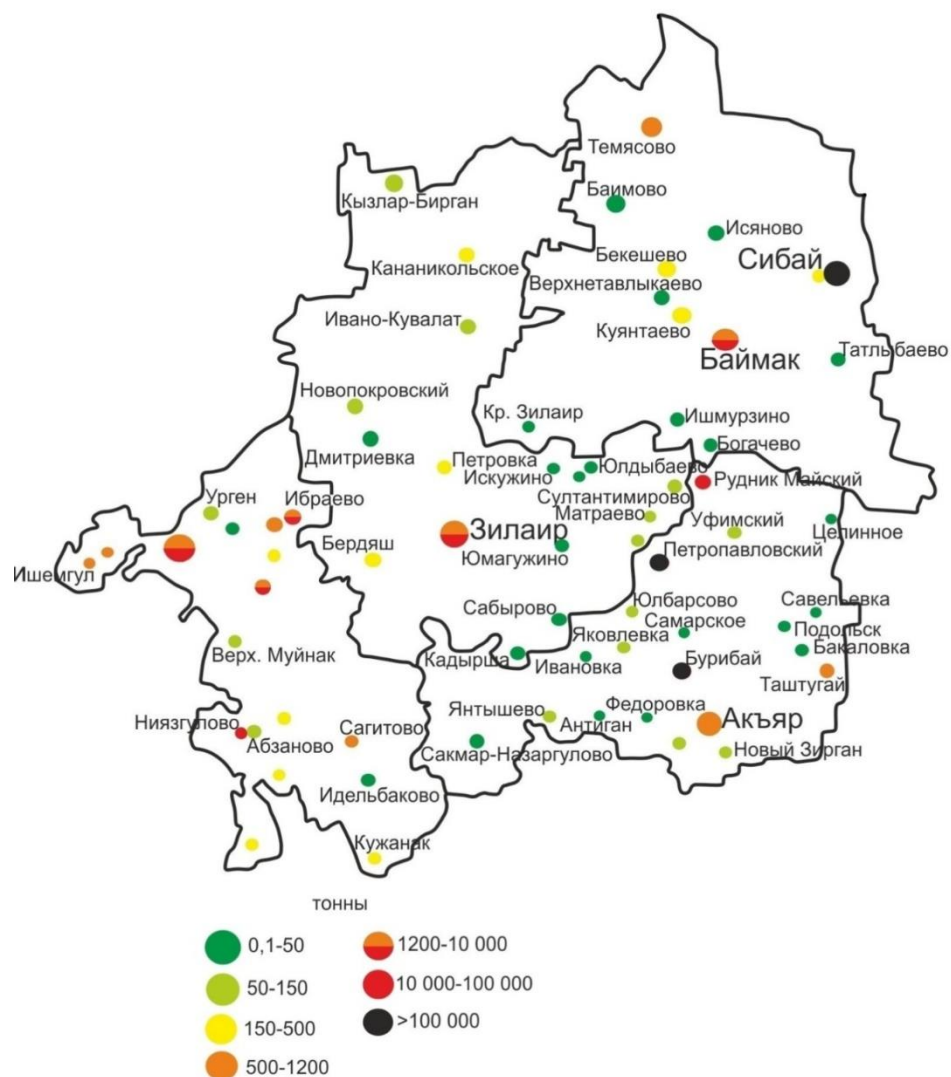 Темясово
Баимово
Кызлар-Бирган
Исяново
Сибай
Бекешево
Кананикольское
Верхнетавлыкаево
Ивано-Кувалат
Куянтаево
Баймак
Татлыбаево
Новопокровский
Кр. Зилаир
Ишмурзино
Дмитриевка
Богачево
Петровка
Юлдыбаево
Искужино
Рудник Майский
Султантимирово
Урген
Ибраево
Матраево
Уфимский
Зилаир
Целинное
Бердяш
Юмагужино
Петропавловский
Ишемгул
Юлбарсово
Савельевка
Сабырово
Самарское
Подольск
Яковлевка
Бакаловка
Верх. Муйнак
Кадырша
Ивановка
Бурибай
Таштугай
Янтышево
Федоровка
Акъяр
Ниязгулово
Сагитово
Антиган
Абзаново
Сакмар-Назаргулово
Новый Зирган
Идельбаково
Кужанак
тонны
0,1-50
1200-10 000
50-150
10 000-100 000
150-500
>100 000
500-1200